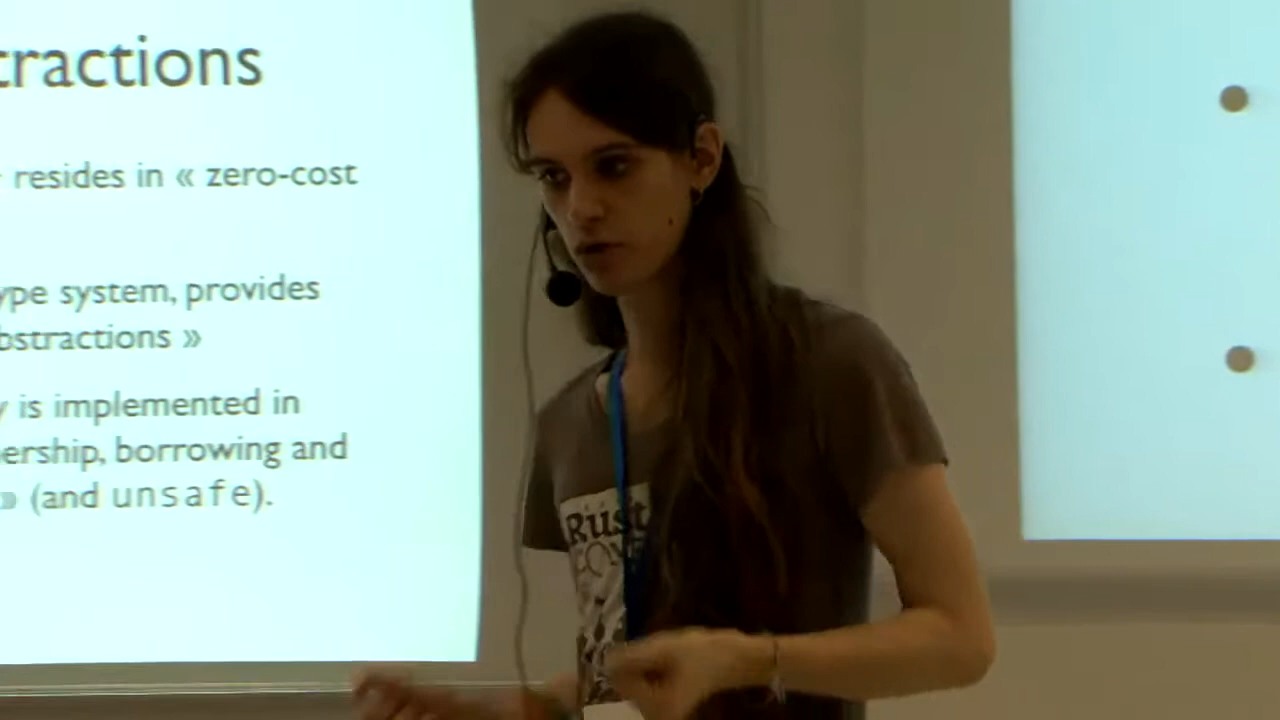 tractions
resides in « zero-cost
ype system, provides
bstractions »
y is implemented in
ership, borrowing and
» (and unsafe).
Rust